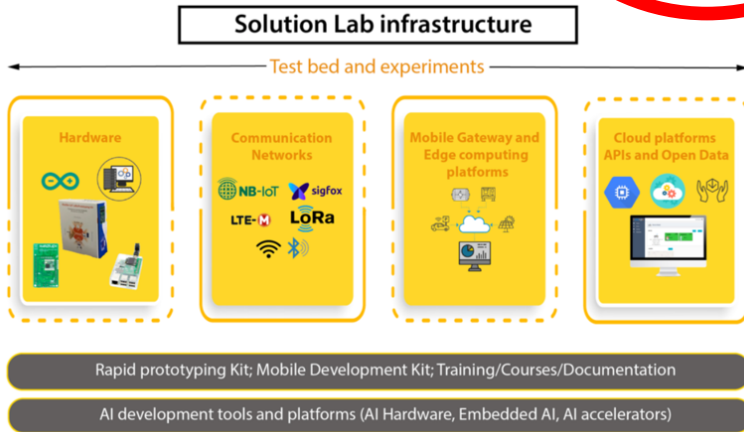 Solution Lab infrastructure
Test bed and experiments
Hardware
Communication
Networks
NB-IoT
sigfox
LTE-M
LoRa
Mobile Gateway and
Edge computing
platforms
Cloud platforms
APIs and Open Data
Rapid prototyping Kit; Mobile Development Kit; Training/Courses/Documentation
AI development tools and platforms (AI Hardware, Embedded AI, AI accelerators)